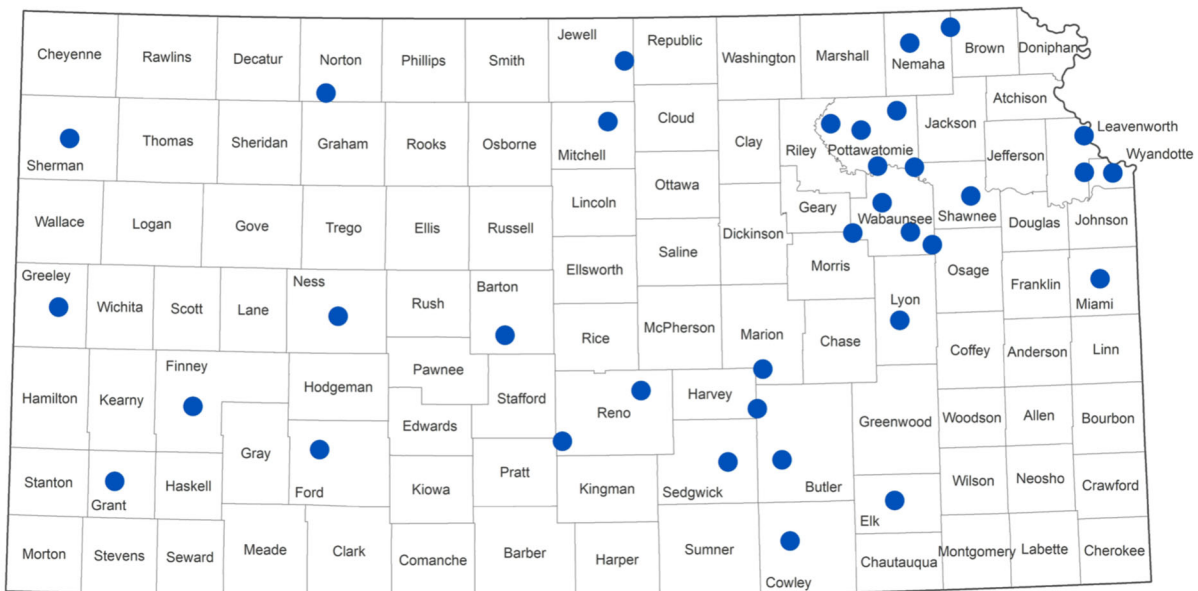 Cheyenne
Rawlins
Decatur
Norton
Phillips
Smith
Jewell
Republic
Washington
Marshall
Nemaha
Brown
Doniphan
Atchison
Sherman
Thomas
Sheridan
Graham
Rooks
Osborne
Mitchell
Cloud
Clay
Riley
Pottawatomie
Jackson
Jefferson
Leavenworth
Wyandotte
Ottawa
Lincoln
Geary
Wabaunsee
Shawnee
Douglas
Johnson
Wallace
Logan
Gove
Trego
Ellis
Russell
Saline
Dickinson
Morris
Ellsworth
Osage
Franklin
Miami
Greeley
Wichita
Scott
Lane
Ness
Rush
Barton
Rice
McPherson
Marion
Chase
Lyon
Coffey
Anderson
Linn
Hamilton
Kearny
Finney
Hodgeman
Pawnee
Stafford
Edwards
Reno
Harvey
Greenwood
Woodson
Allen
Bourbon
Stanton
Grant
Haskell
Gray
Ford
Kiowa
Pratt
Kingman
Sedgwick
Butler
Elk
Wilson
Neosho
Crawford
Morton
Stevens
Seward
Meade
Clark
Comanche
Barber
Harper
Sumner
Cowley
Chautauqua
Montgomery
Labette
Cherokee